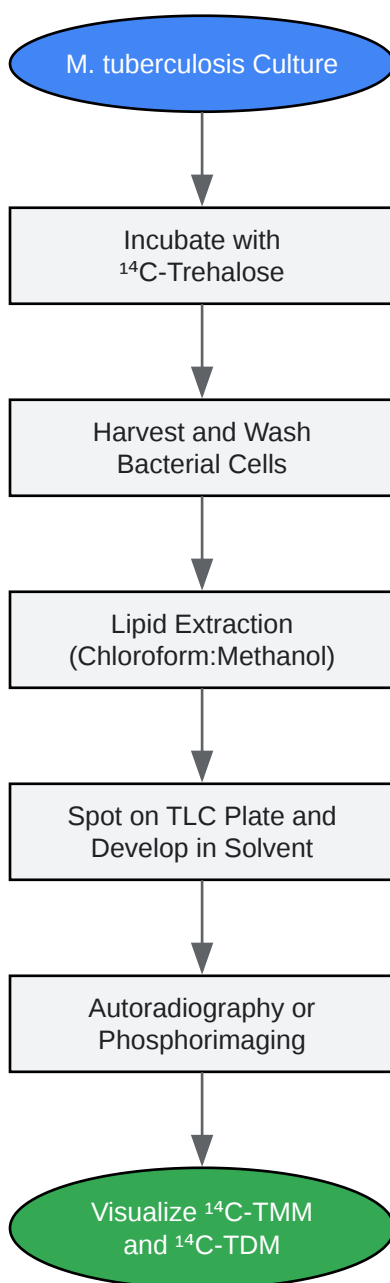 M. tuberculosis Culture
Incubate with
¹⁴C-Trehalose
Harvest and Wash
Bacterial Cells
Lipid Extraction
(Chloroform:Methanol)
Spot on TLC Plate and
Develop in Solvent
Autoradiography or
Phosphorimaging
Visualize ¹⁴C-TMM
and ¹⁴C-TDM